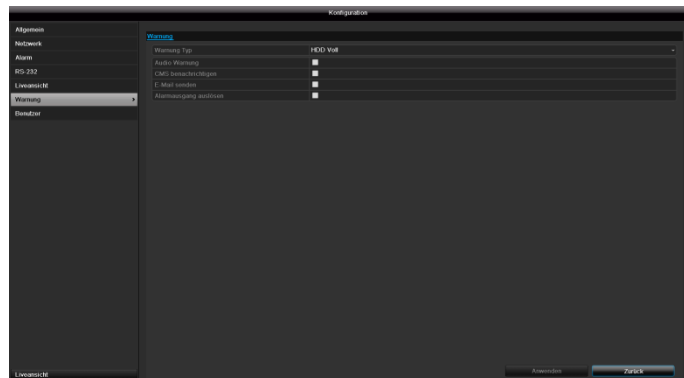 Konfiguration
Allgemein
Netzwerk
Alarm
RS-232
Liveansicht
Warnung
Benutzer
Warnung
Warnung Typ HDD Voll
Audio Warnung
CMS benachrichtigen
E-Mail senden
Alarmausgang auslösen
Liveansicht
Anwenden Zurück